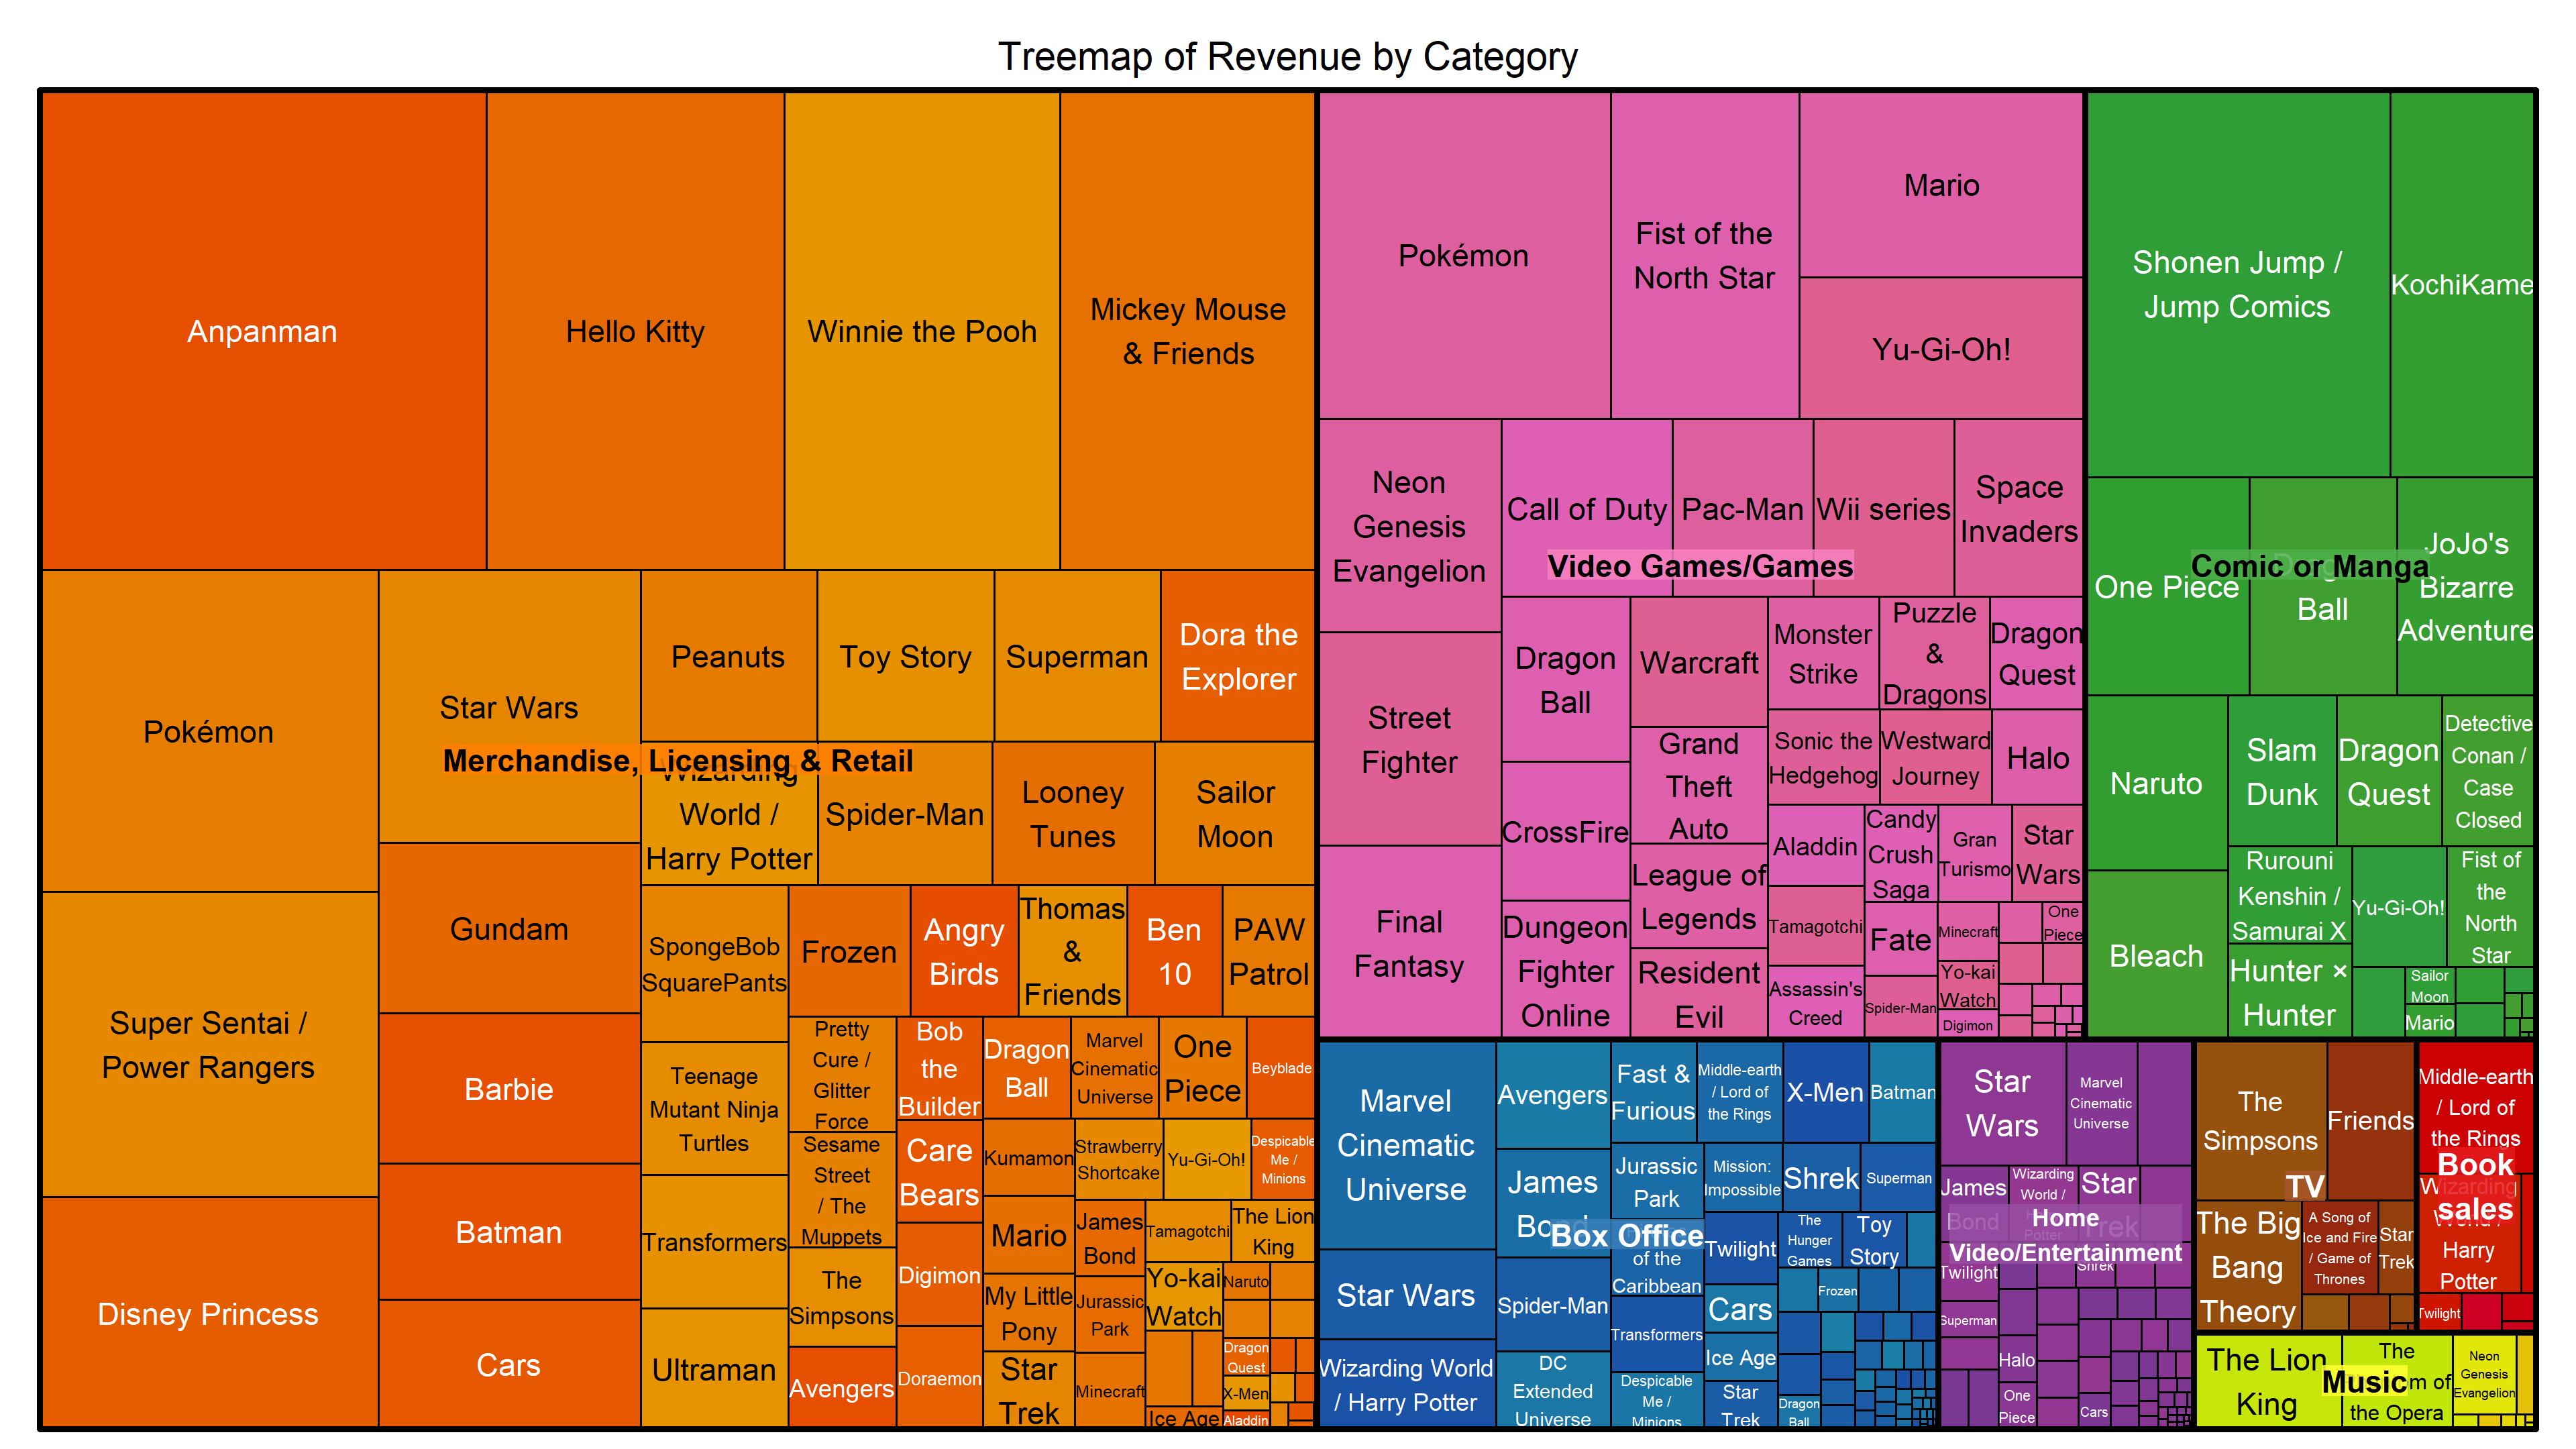 Treemap of Revenue by Category
Anpanman
Hello Kitty
Winnie the Pooh
Mickey Mouse
& Friends
Pokémon
Super Sentai /
Power Rangers
Disney Princess
Star Wars
Merchandise, Licensing & Retail
Gundam
Barbie
Batman
Cars
Peanuts
Toy Story
Superman
Dora the
Explorer
Wizarding
World /
Harry Potter
Spider-Man
Looney
Tunes
Sailor
Moon
SpongeBob
SquarePants
Teenage
Mutant Ninja
Turtles
Transformers
Ultraman
Frozen
Angry
Birds
Thomas
&
Friends
Ben
10
PAW
Patrol
Pretty
Cure /
Glitter
Force
Sesame
Street
/ The
Muppets
The
Simpsons
Avengers
Bob
the
Builder
Care
Bears
Digimon
Doraemon
Dragon
Ball
Marvel
Cinematic
Universe
One
Piece
Beyblade
Kumamon
Mario
My Little
Pony
Star
Trek
Strawberry
Shortcake
Yu-Gi-Oh!
Despicable
Me /
Minions
James
Bond
Jurassic
Park
Minecraft
Tamagotchi
The Lion
King
Yo-kai
Watch
Naruto
Ice Age
Dragon
Quest
X-Men
Aladdin
Pokémon
Fist of the
North Star
Mario
Yu-Gi-Oh!
Neon
Genesis
Evangelion
Street
Fighter
Final
Fantasy
Call of Duty
Pac-Man
Wii series
Space
Invaders
Video Games/Games
Dragon
Ball
CrossFire
Dungeon
Fighter
Online
Warcraft
Grand
Theft
Auto
League of
Legends
Resident
Evil
Monster
Strike
Puzzle
&
Dragons
Dragon
Quest
Sonic the
Hedgehog
Westward
Journey
Halo
Aladdin
Tamagotchi
Assassin's
Creed
Candy
Crush
Saga
Gran
Turismo
Star
Wars
Fate
Spider-Man
Minecraft
Yo-kai
Watch
Digimon
One
Piece
Shonen Jump /
Jump Comics
KochiKame
One Piece
Ball
JoJo's
Bizarre
Adventure
Comic or Manga
Naruto
Bleach
Slam
Dunk
Dragon
Quest
Detective
Conan /
Case
Closed
Rurouni
Kenshin /
Samurai X
Hunter ×
Hunter
Yu-Gi-Oh!
Fist of
the
North
Star
Sailor
Moon
Mario
Marvel
Cinematic
Universe
Star Wars
Wizarding World
/ Harry Potter
Avengers
James
Bond
Box Office
Spider-Man
DC
Extended
Universe
Fast &
Furious
Jurassic
Park
of the
Caribbean
Transformers
Despicable
Me /
Minions
Middle-earth
/ Lord of
the Rings
X-Men
Batman
Mission:
Impossible
Shrek
Superman
Twilight
The
Hunger
Games
Toy
Story
Cars
Ice Age
Star
Trek
Frozen
Dragon
Ball
Star
Wars
Marvel
Cinematic
Universe
James
Bond
Wizarding
World /
Potter
Star
Trek
Home
Video/Entertainment
Twilight
Shrek
Superman
Halo
One
Piece
Cars
The
Simpsons
Friends
TV
The Big
Bang
Theory
A Song of
Ice and Fire
/ Game of
Thrones
Star
Trek
Middle-earth
/ Lord of
the Rings
Book
sales
Wizarding
World /
Harry
Potter
Twilight
The Lion
King
The
m of
the Opera
Music
Neon
Genesis
Evangelion